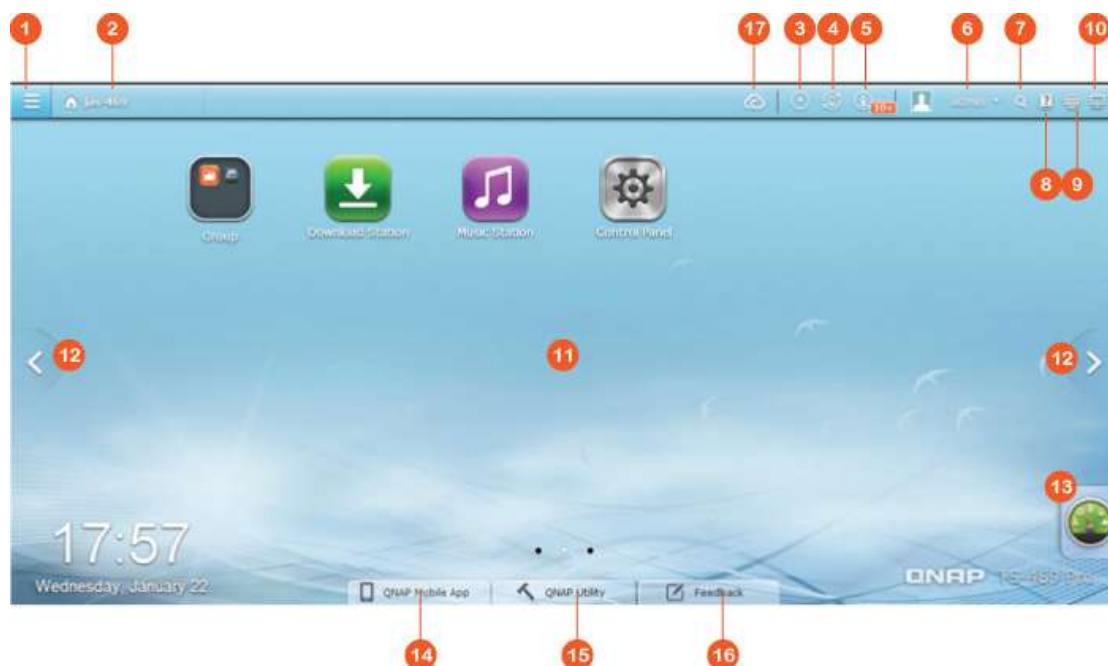 1 2 17 3 4 5 6 7 10
10+
8 9
Group Download Station Music Station Control Panel
12 11 12
13
17:57
Wednesday, January 22
QNAP
QNAP Mobile App QNAP Utility Feedback
14 15 16